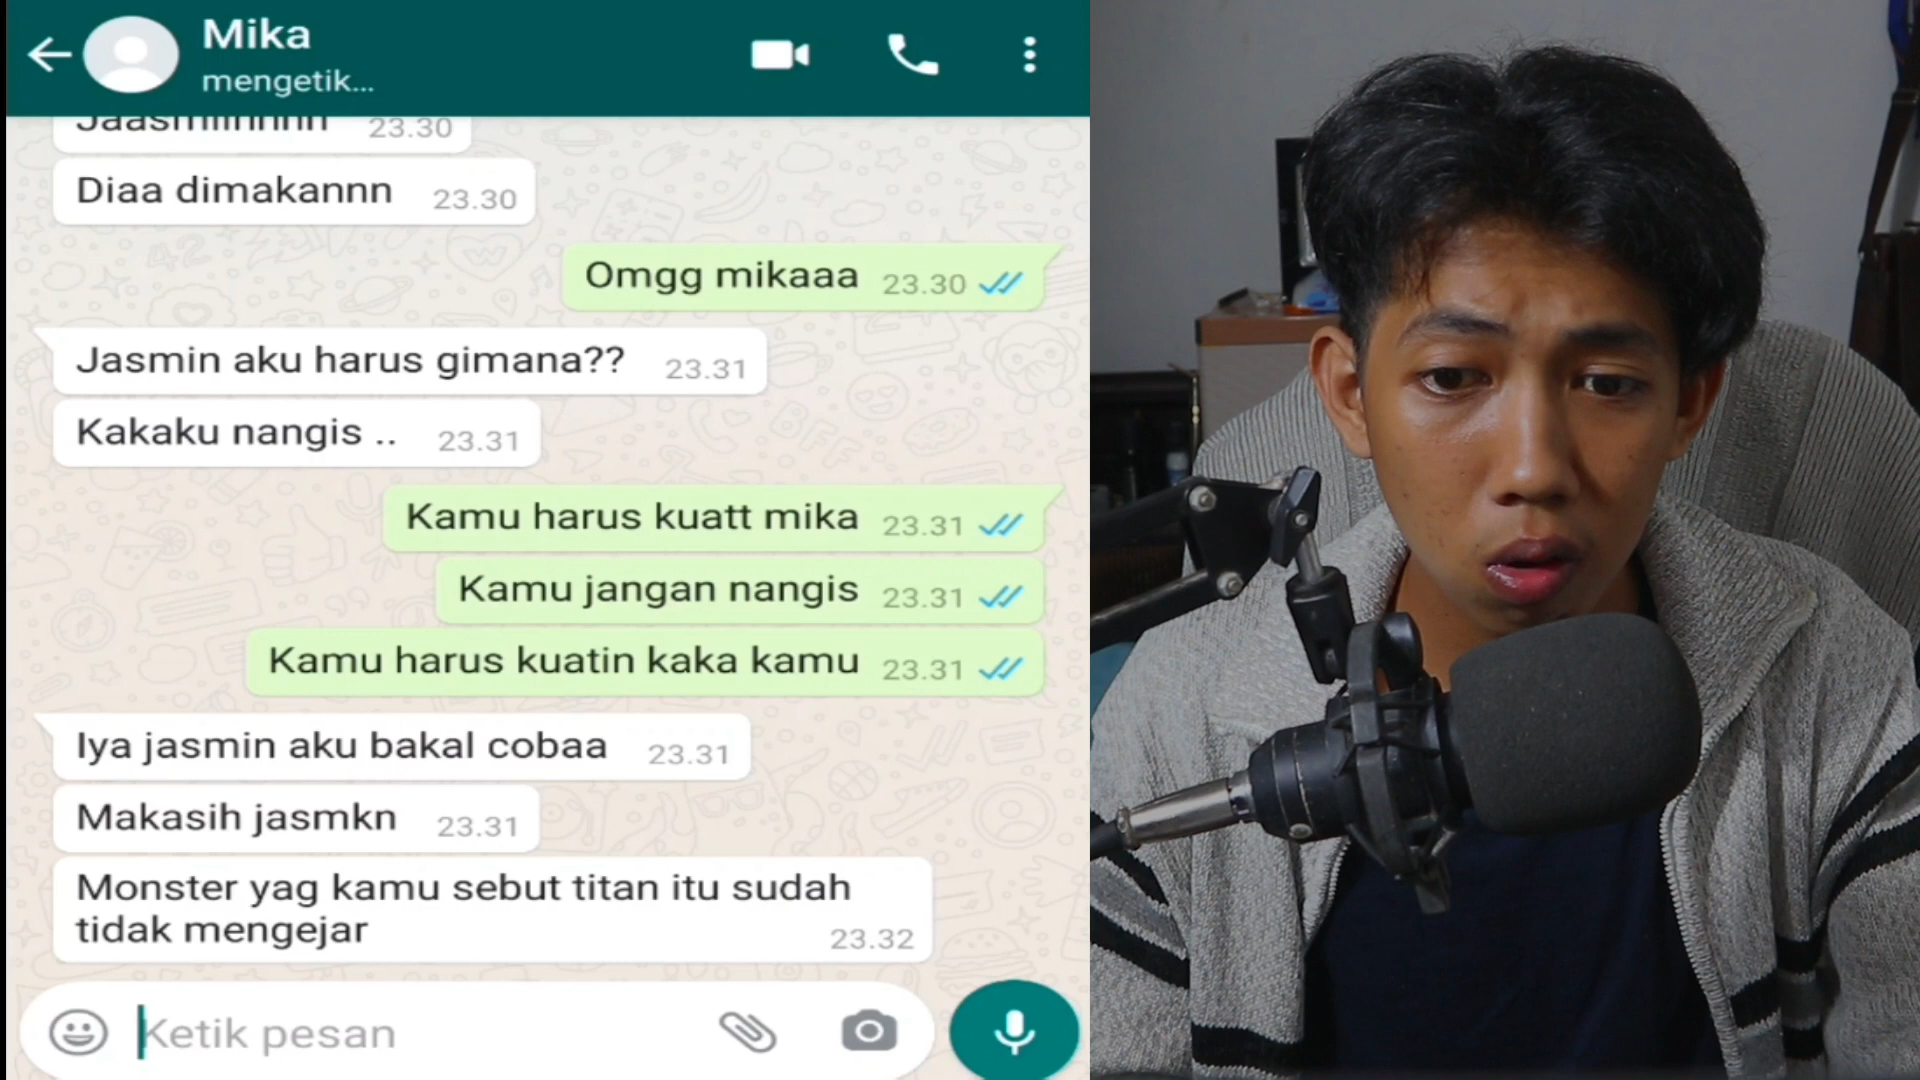 Mika
mengetik...
23.30
Diaa dimakannn 23.30
Omgg mikaaa 23.30
Jasmin aku harus gimana?? 23.31
Kakaku nangis .. 23.31
Kamu harus kuatt mika 23.31
Kamu jangan nangis 23.31
Kamu harus kuatin kaka kamu 23.31
Iya jasmin aku bakal cobaa 23.31
Makasih jasmkn 23.31
Monster yag kamu sebut titan itu sudah
tidak mengejar 23.32
Ketik pesan